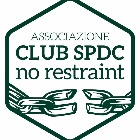 ASSOCIAZIONE
CLUB SPDC
no restraint